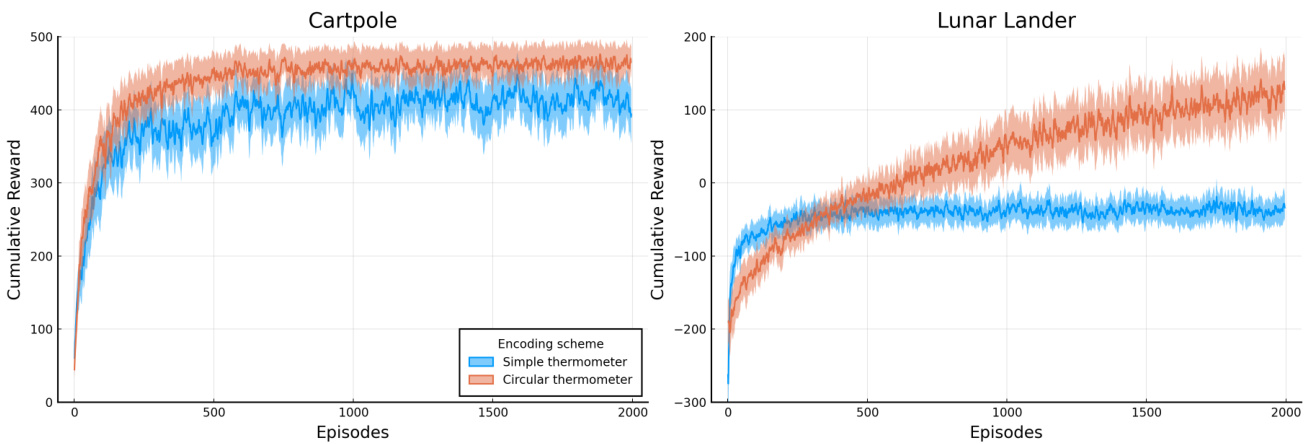 Cartpole
500
400
300
200
100
0
Cumulative Reward
0
500
1000
1500
2000
Episodes
Encoding scheme
Simple thermometer
Circular thermometer
Lunar Lander
200
100
0
−100
−200
−300
Cumulative Reward
0
500
1000
1500
2000
Episodes